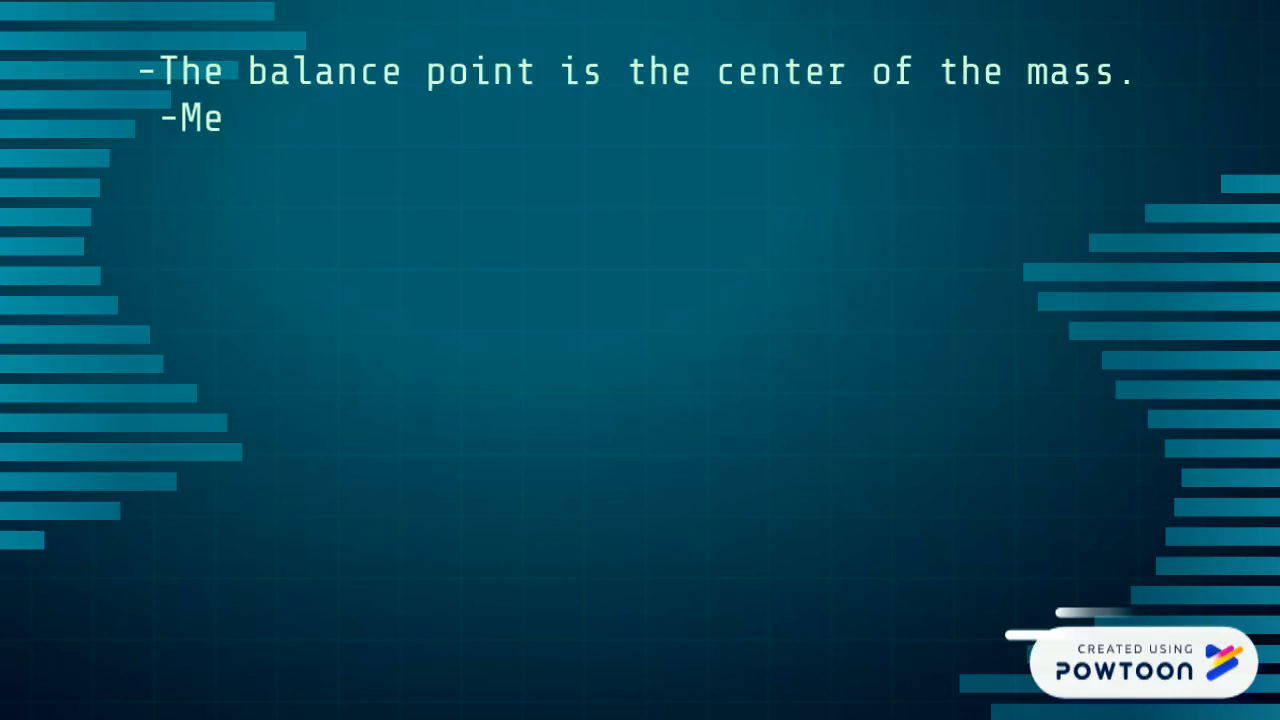 -The balance point is the center of the mass.
-Me
CREATED USING
POWTOON